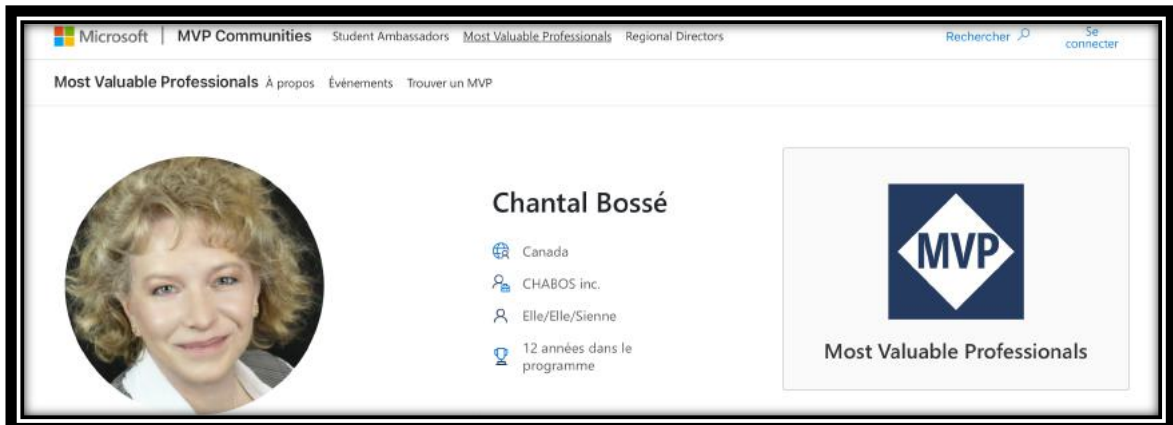 Microsoft | MVP Communities Student Ambassadors Most Valuable Professionals Regional Directors Rechercher Se connecter
Most Valuable Professionals À propos Événements Trouver un MVP
Chantal Bossé
Canada
CHABOS inc.
Elle/Elle/Sienne
12 années dans le
programme
MVP
Most Valuable Professionals